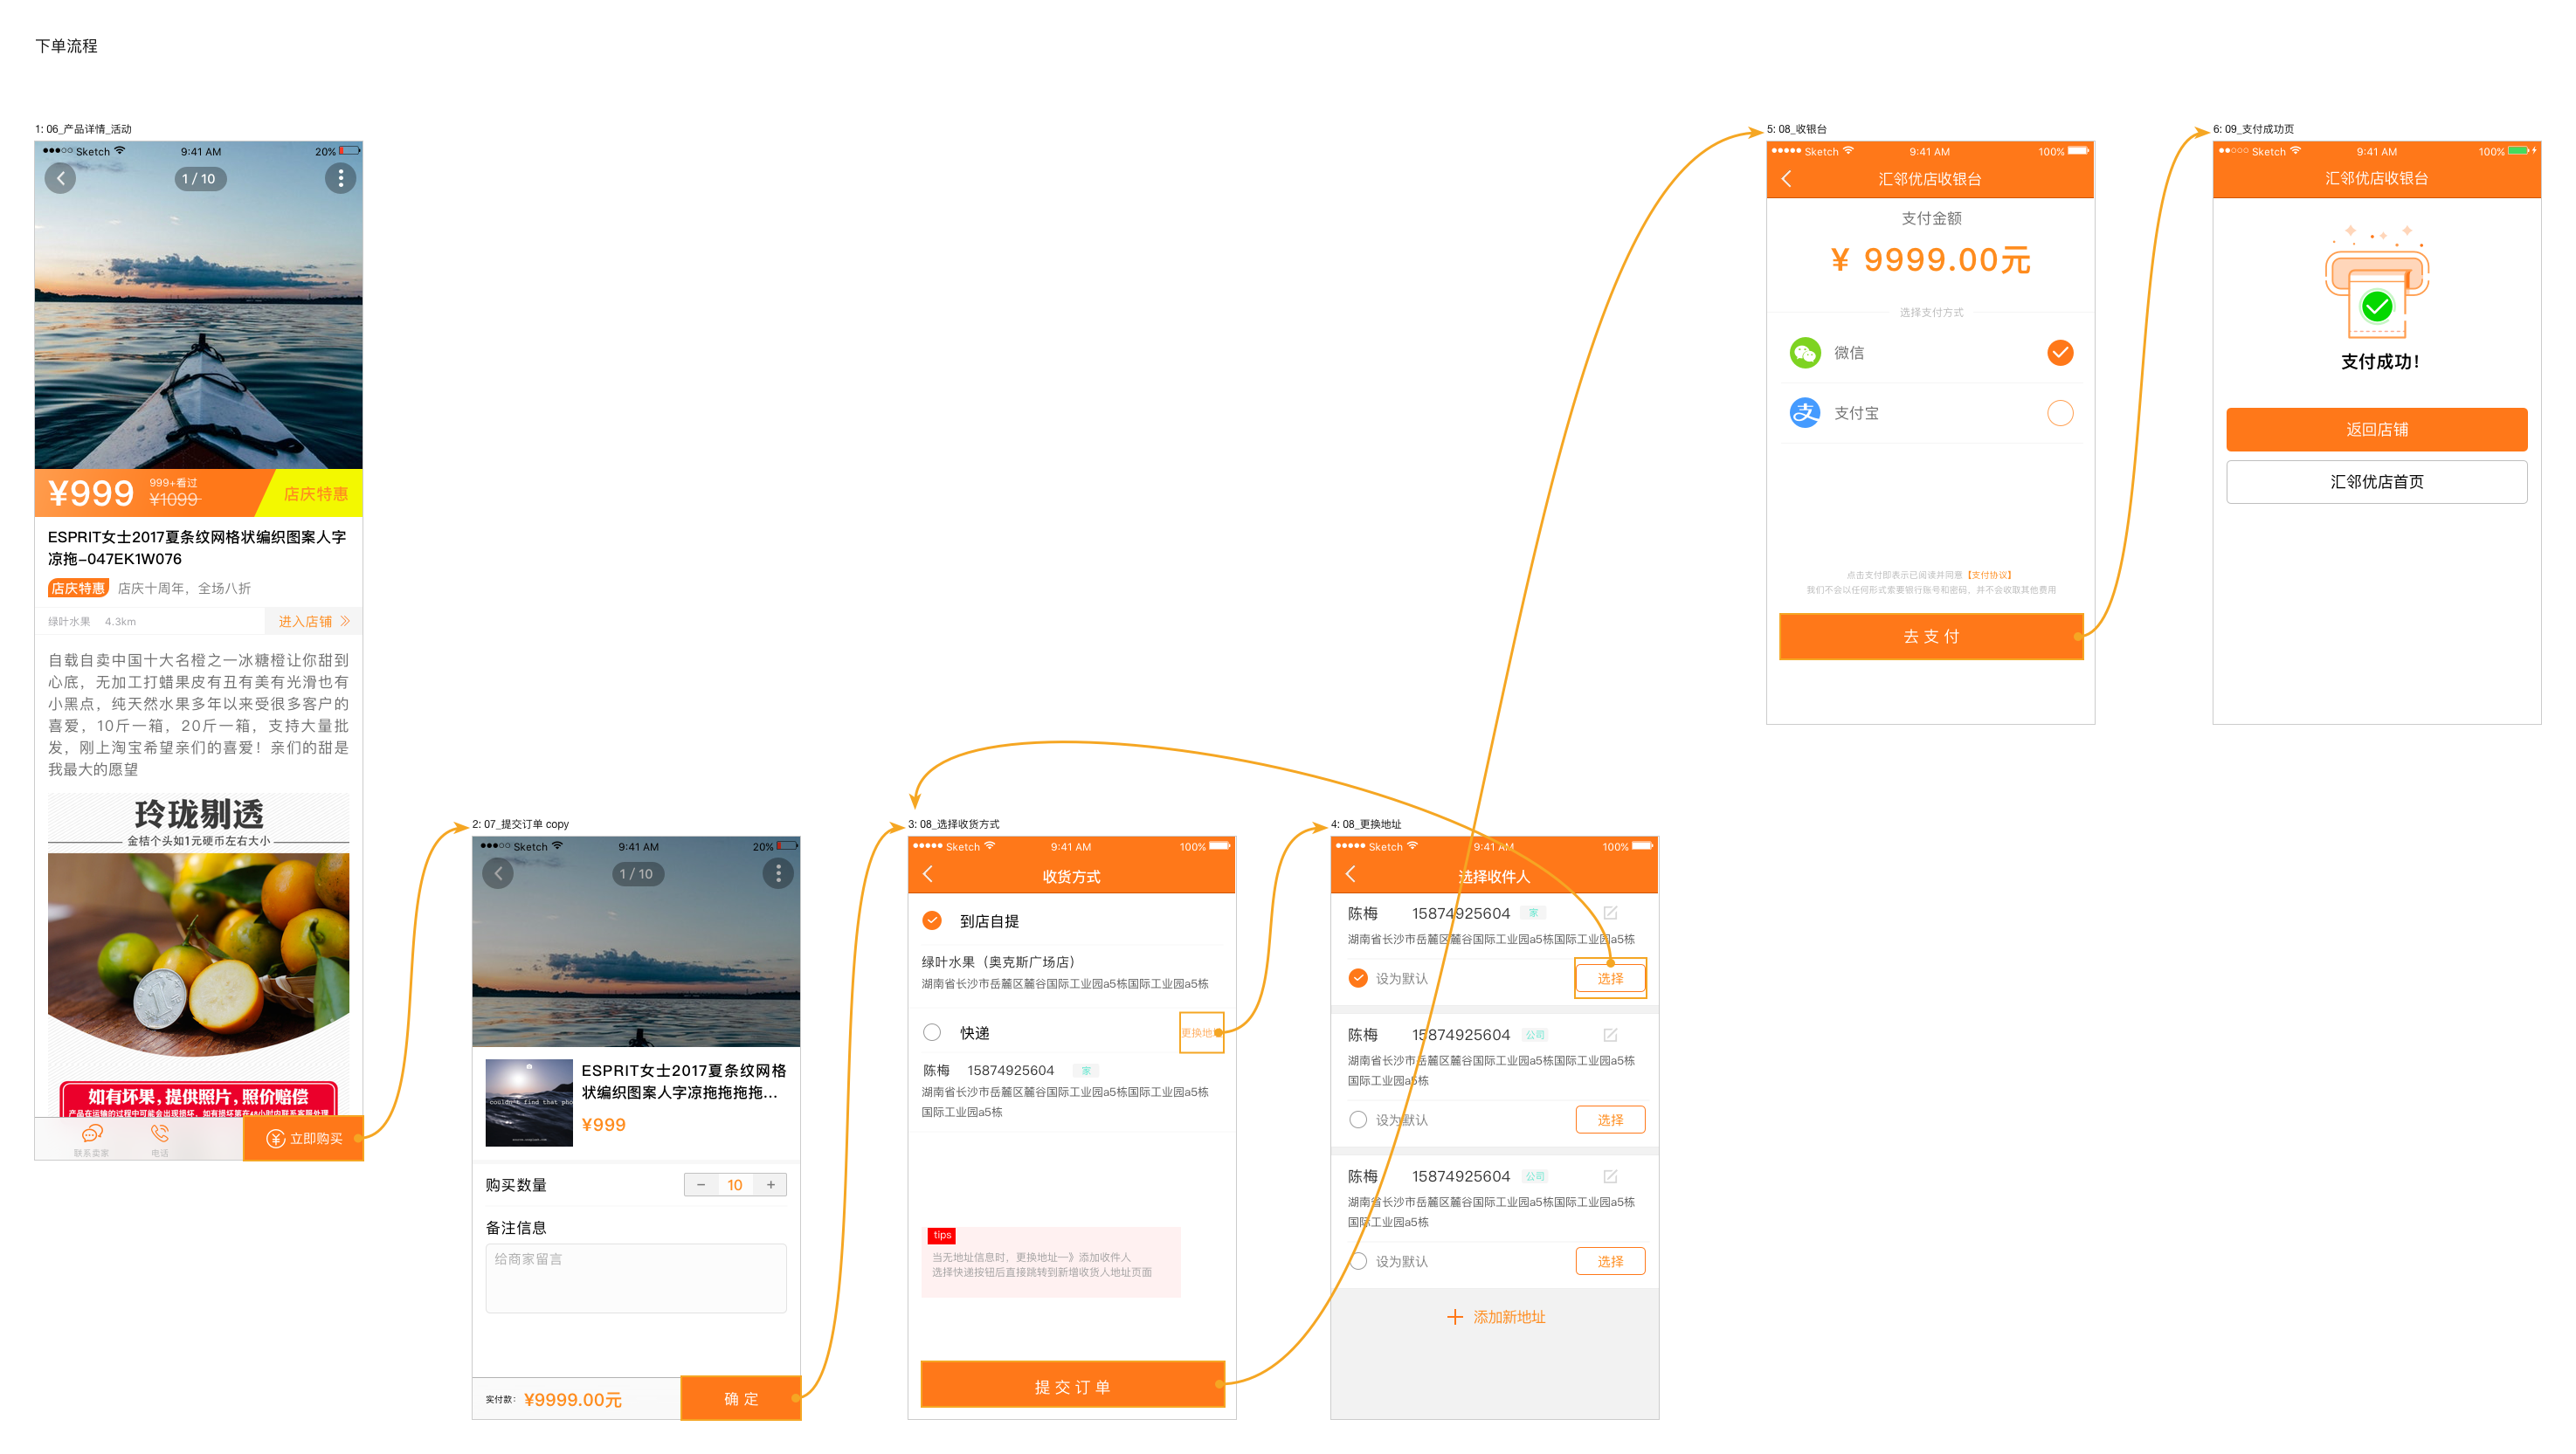 下单流程
1: 06_产品详情_活动
Sketch 9:41 AM 20%
1 / 10
¥999
999+看过
¥1099
店庆特惠
ESPRIT女士2017夏条纹网格状编织图案人字
凉拖-047EK1W076
店庆特惠 店庆十周年，全场八折
绿叶水果 4.3km 进入店铺
自载自卖中国十大名橙之一冰糖橙让你甜到
心底，无加工打蜡果皮有丑有美有光滑也有
小黑点，纯天然水果多年以来受很多客户的
喜爱，10斤一箱，20斤一箱，支持大量批
发，刚上淘宝希望亲们的喜爱！亲们的甜是
我最大的愿望
玲珑剔透
金桔个头如1元硬币左右大小
如有坏果，提供照片，照价赔偿
联系卖家 电话 立即购买
2: 07_提交订单 copy
Sketch 9:41 AM 20%
1 / 10
ESPRIT女士2017夏条纹网格
状编织图案人字凉拖拖拖拖...
¥999
购买数量 − 10 +
备注信息
给商家留言
实付款: ¥9999.00元 确 定
3: 08_选择收货方式
Sketch 9:41 AM 100%
收货方式
到店自提
绿叶水果（奥克斯广场店）
湖南省长沙市岳麓区麓谷国际工业园a5栋国际工业园a5栋
快递 更换地
陈梅 15874925604 家
湖南省长沙市岳麓区麓谷国际工业园a5栋国际工业园a5栋
国际工业园a5栋
tips
当无地址信息时，更换地址一》添加收件人
选择快递按钮后直接跳转到新增收货人地址页面
提 交 订 单
4: 08_更换地址
Sketch 9:41 AM 100%
选择收件人
陈梅 15874925604 家
湖南省长沙市岳麓区麓谷国际工业园a5栋国际工业园a5栋
设为默认 选择
陈梅 15874925604 公司
湖南省长沙市岳麓区麓谷国际工业园a5栋国际工业园a5栋
国际工业园a5栋
设为默认 选择
陈梅 15874925604 公司
湖南省长沙市岳麓区麓谷国际工业园a5栋国际工业园a5栋
国际工业园a5栋
设为默认 选择
添加新地址
5: 08_收银台
Sketch 9:41 AM 100%
汇邻优店收银台
支付金额
¥ 9999.00元
选择支付方式
微信
支付宝
点击支付即表示已阅读并同意【支付协议】
我们不会以任何形式索要银行账号和密码，并不会收取其他费用
去 支 付
6: 09_支付成功页
Sketch 9:41 AM 100%
汇邻优店收银台
支付成功！
返回店铺
汇邻优店首页